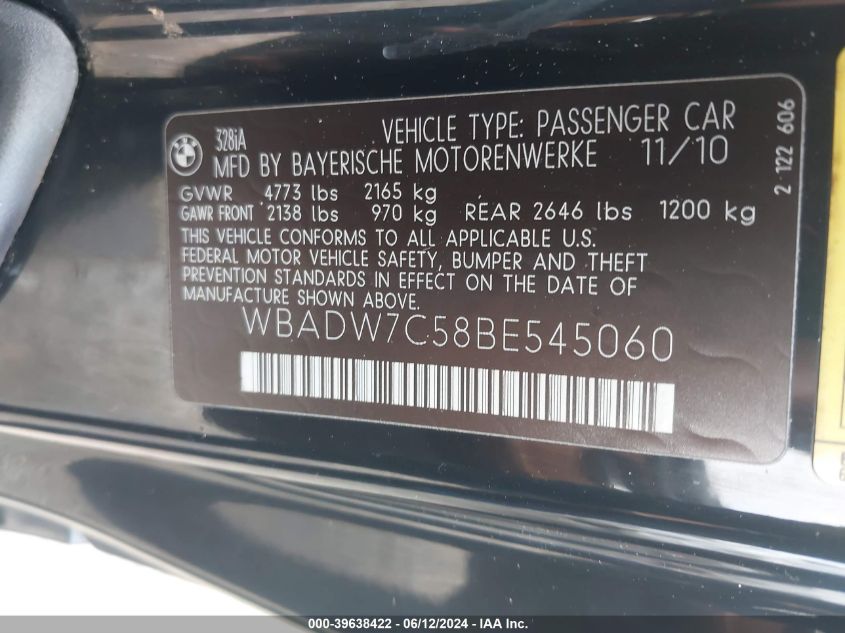 328iA VEHICLE TYPE: PASSENGER CAR
MFD BY BAYERISCHE MOTORENWERKE 11/10
GVWR 4773 lbs 2165 kg
GAWR FRONT 2138 lbs 970 kg REAR 2646 lbs 1200 kg
THIS VEHICLE CONFORMS TO ALL APPLICABLE U.S.
FEDERAL MOTOR VEHICLE SAFETY, BUMPER AND THEFT
PREVENTION STANDARDS IN EFFECT ON THE DATE OF
MANUFACTURE SHOWN ABOVE.
WBADW7C58BE545060
2 122 606
000-39638422 - 06/12/2024 - IAA Inc.